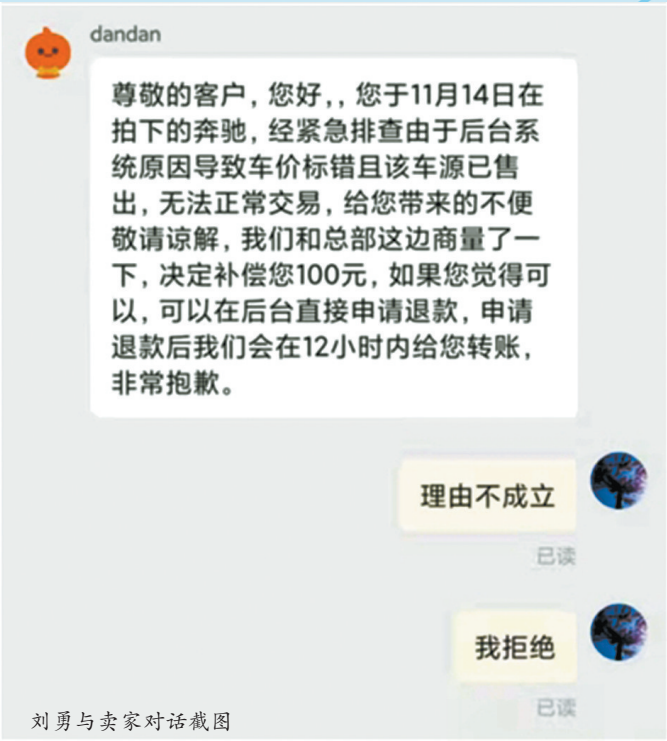 dandan
尊敬的客户，您好，，您于11月14日在
拍下的奔驰，经紧急排查由于后台系
统原因导致车价标错且该车源已售
出，无法正常交易，给您带来的不便
敬请谅解，我们和总部这边商量了一
下，决定补偿您100元，如果您觉得可
以，可以在后台直接申请退款，申请
退款后我们会在12小时内给您转账，
非常抱歉。
理由不成立
已读
我拒绝
已读
刘勇与卖家对话截图